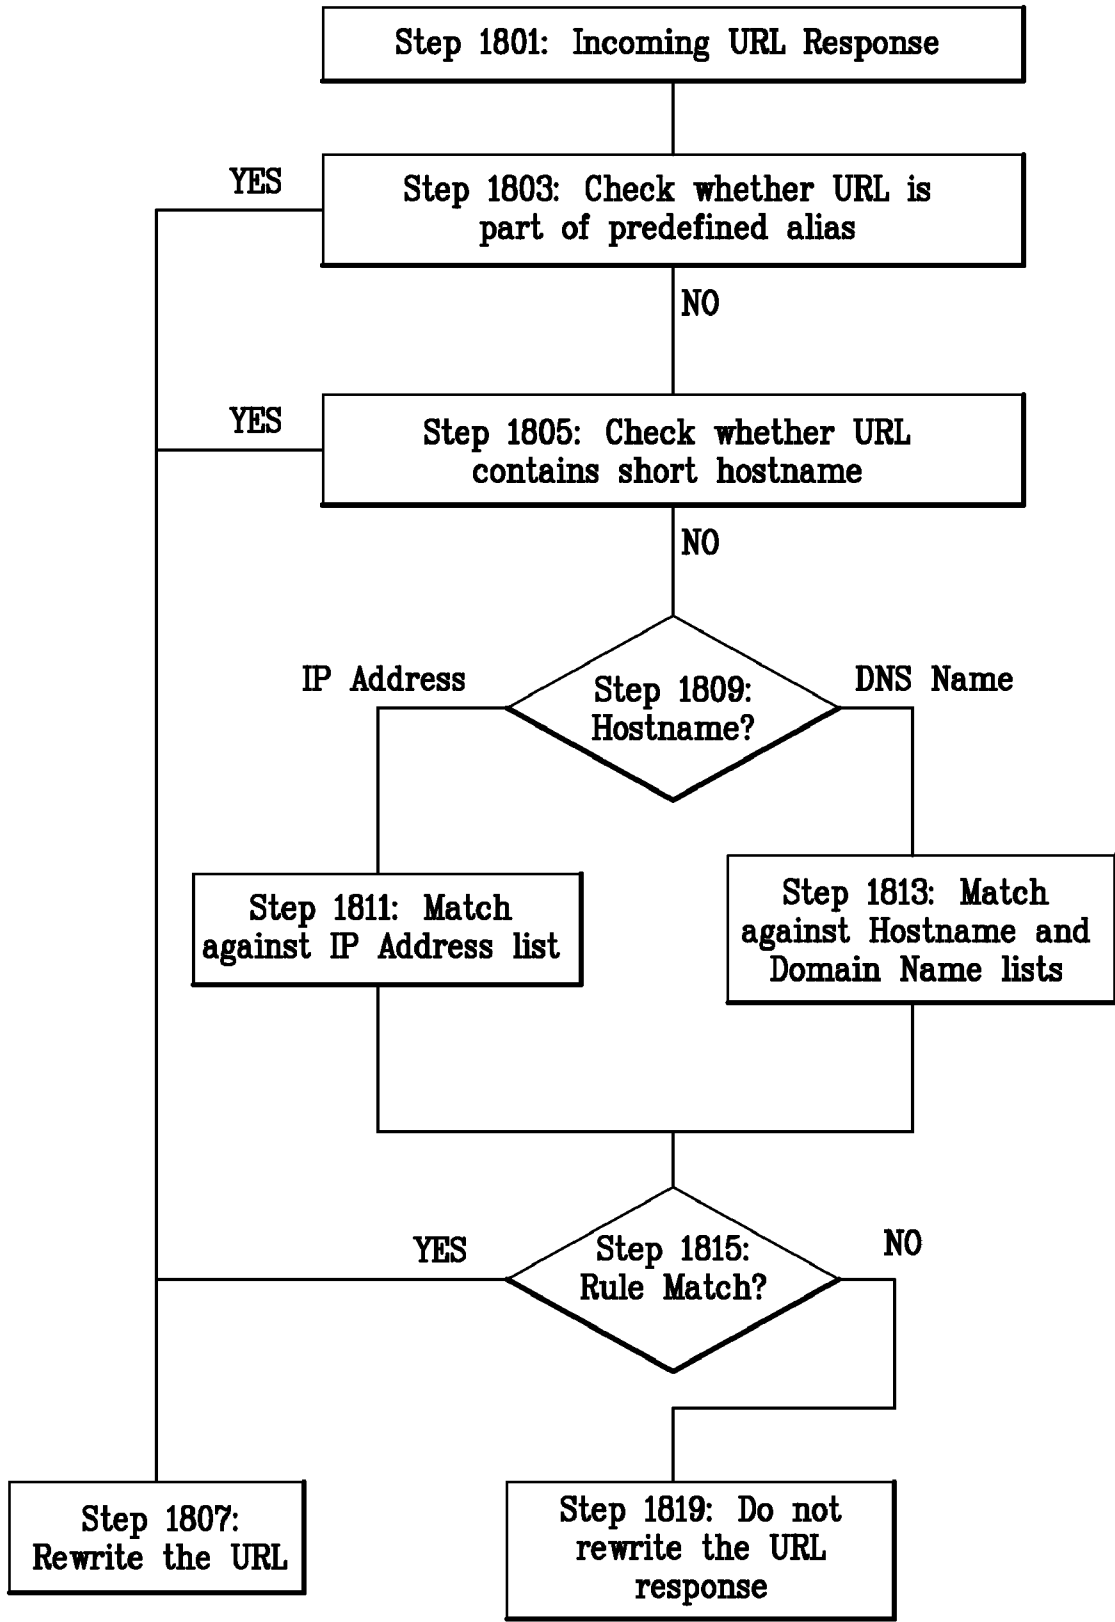 Step 1801: Incoming URL Response
YES
Step 1803: Check whether URL is
part of predefined alias
NO
YES
Step 1805: Check whether URL
contains short hostname
NO
IP Address
Step 1809:
Hostname?
DNS Name
Step 1811: Match
against IP Address list
Step 1813: Match
against Hostname and
Domain Name lists
YES
Step 1815:
Rule Match?
NO
Step 1807:
Rewrite the URL
Step 1819: Do not
rewrite the URL
response